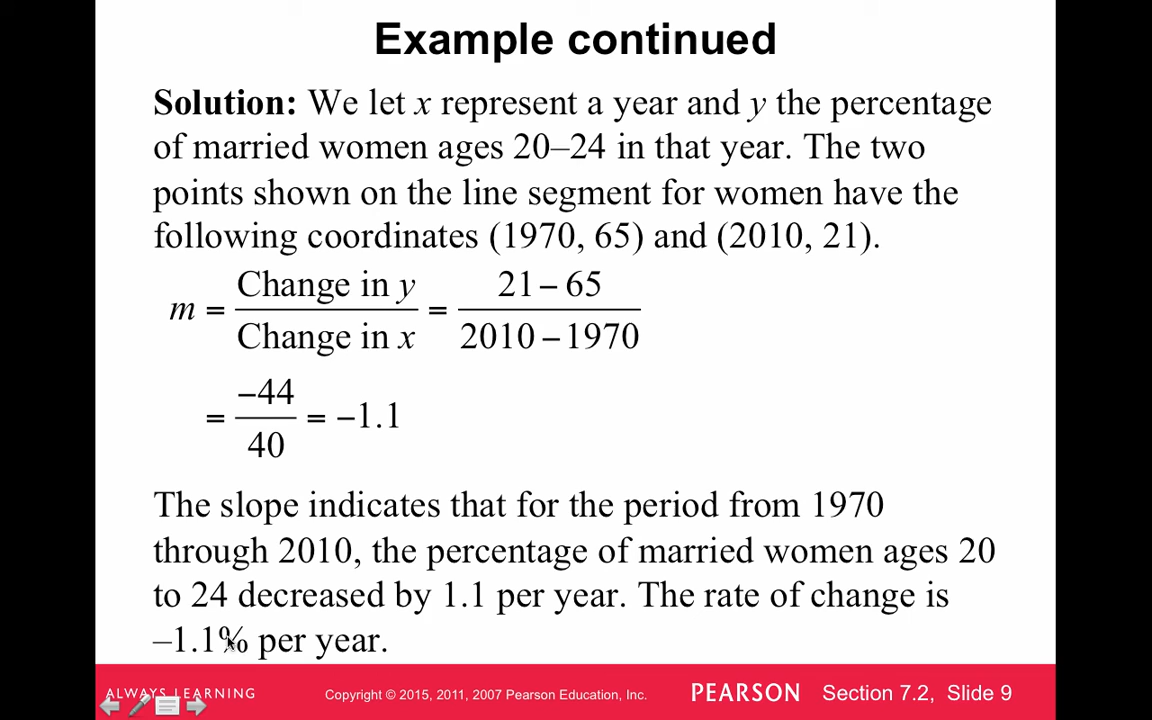 Example continued
Solution: We let x represent a year and y the percentage
of married women ages 20–24 in that year. The two
points shown on the line segment for women have the
following coordinates (1970, 65) and (2010, 21).
m = Change in y / Change in x = 21 − 65 / 2010 − 1970
= −44 / 40 = −1.1
The slope indicates that for the period from 1970
through 2010, the percentage of married women ages 20
to 24 decreased by 1.1 per year. The rate of change is
–1.1% per year.
ALWAYS LEARNING Copyright © 2015, 2011, 2007 Pearson Education, Inc. PEARSON Section 7.2, Slide 9